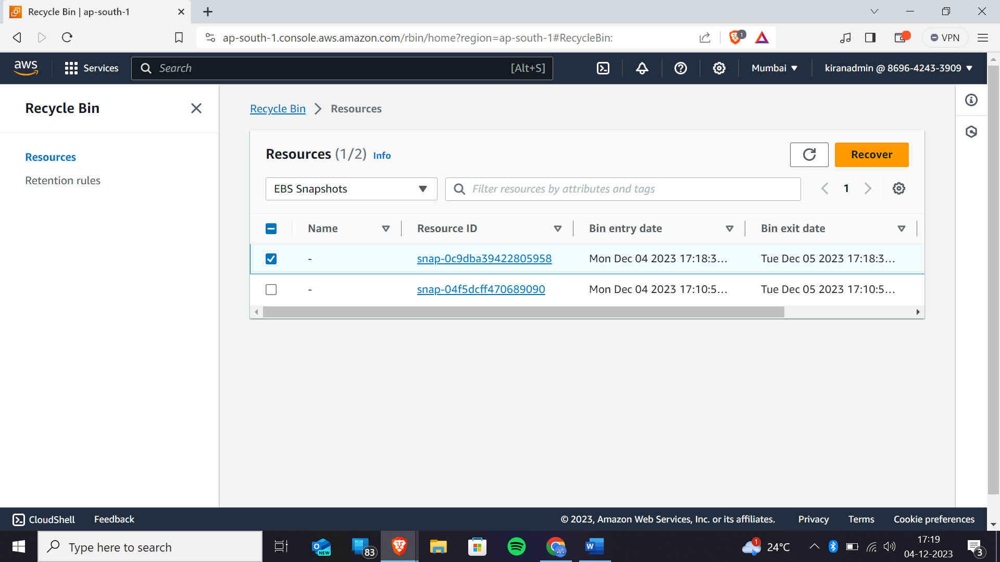 Recycle Bin | ap-south-1
ap-south-1.console.aws.amazon.com/rbin/home?region=ap-south-1#RecycleBin:
1
VPN
aws
Services
Search
[Alt+S]
Mumbai
kiranadmin @ 8696-4243-3909
Recycle Bin
Resources
Retention rules
Recycle Bin
Resources
Resources (1/2) Info
Recover
EBS Snapshots
Filter resources by attributes and tags
1
Name
Resource ID
Bin entry date
Bin exit date
-
snap-0c9dba39422805958
Mon Dec 04 2023 17:18:3...
Tue Dec 05 2023 17:18:3...
-
snap-04f5dcff470689090
Mon Dec 04 2023 17:10:5...
Tue Dec 05 2023 17:10:5...
CloudShell
Feedback
© 2023, Amazon Web Services, Inc. or its affiliates.
Privacy
Terms
Cookie preferences
Type here to search
O
NEW
83
W
1
24°C
17:19
04-12-2023
3